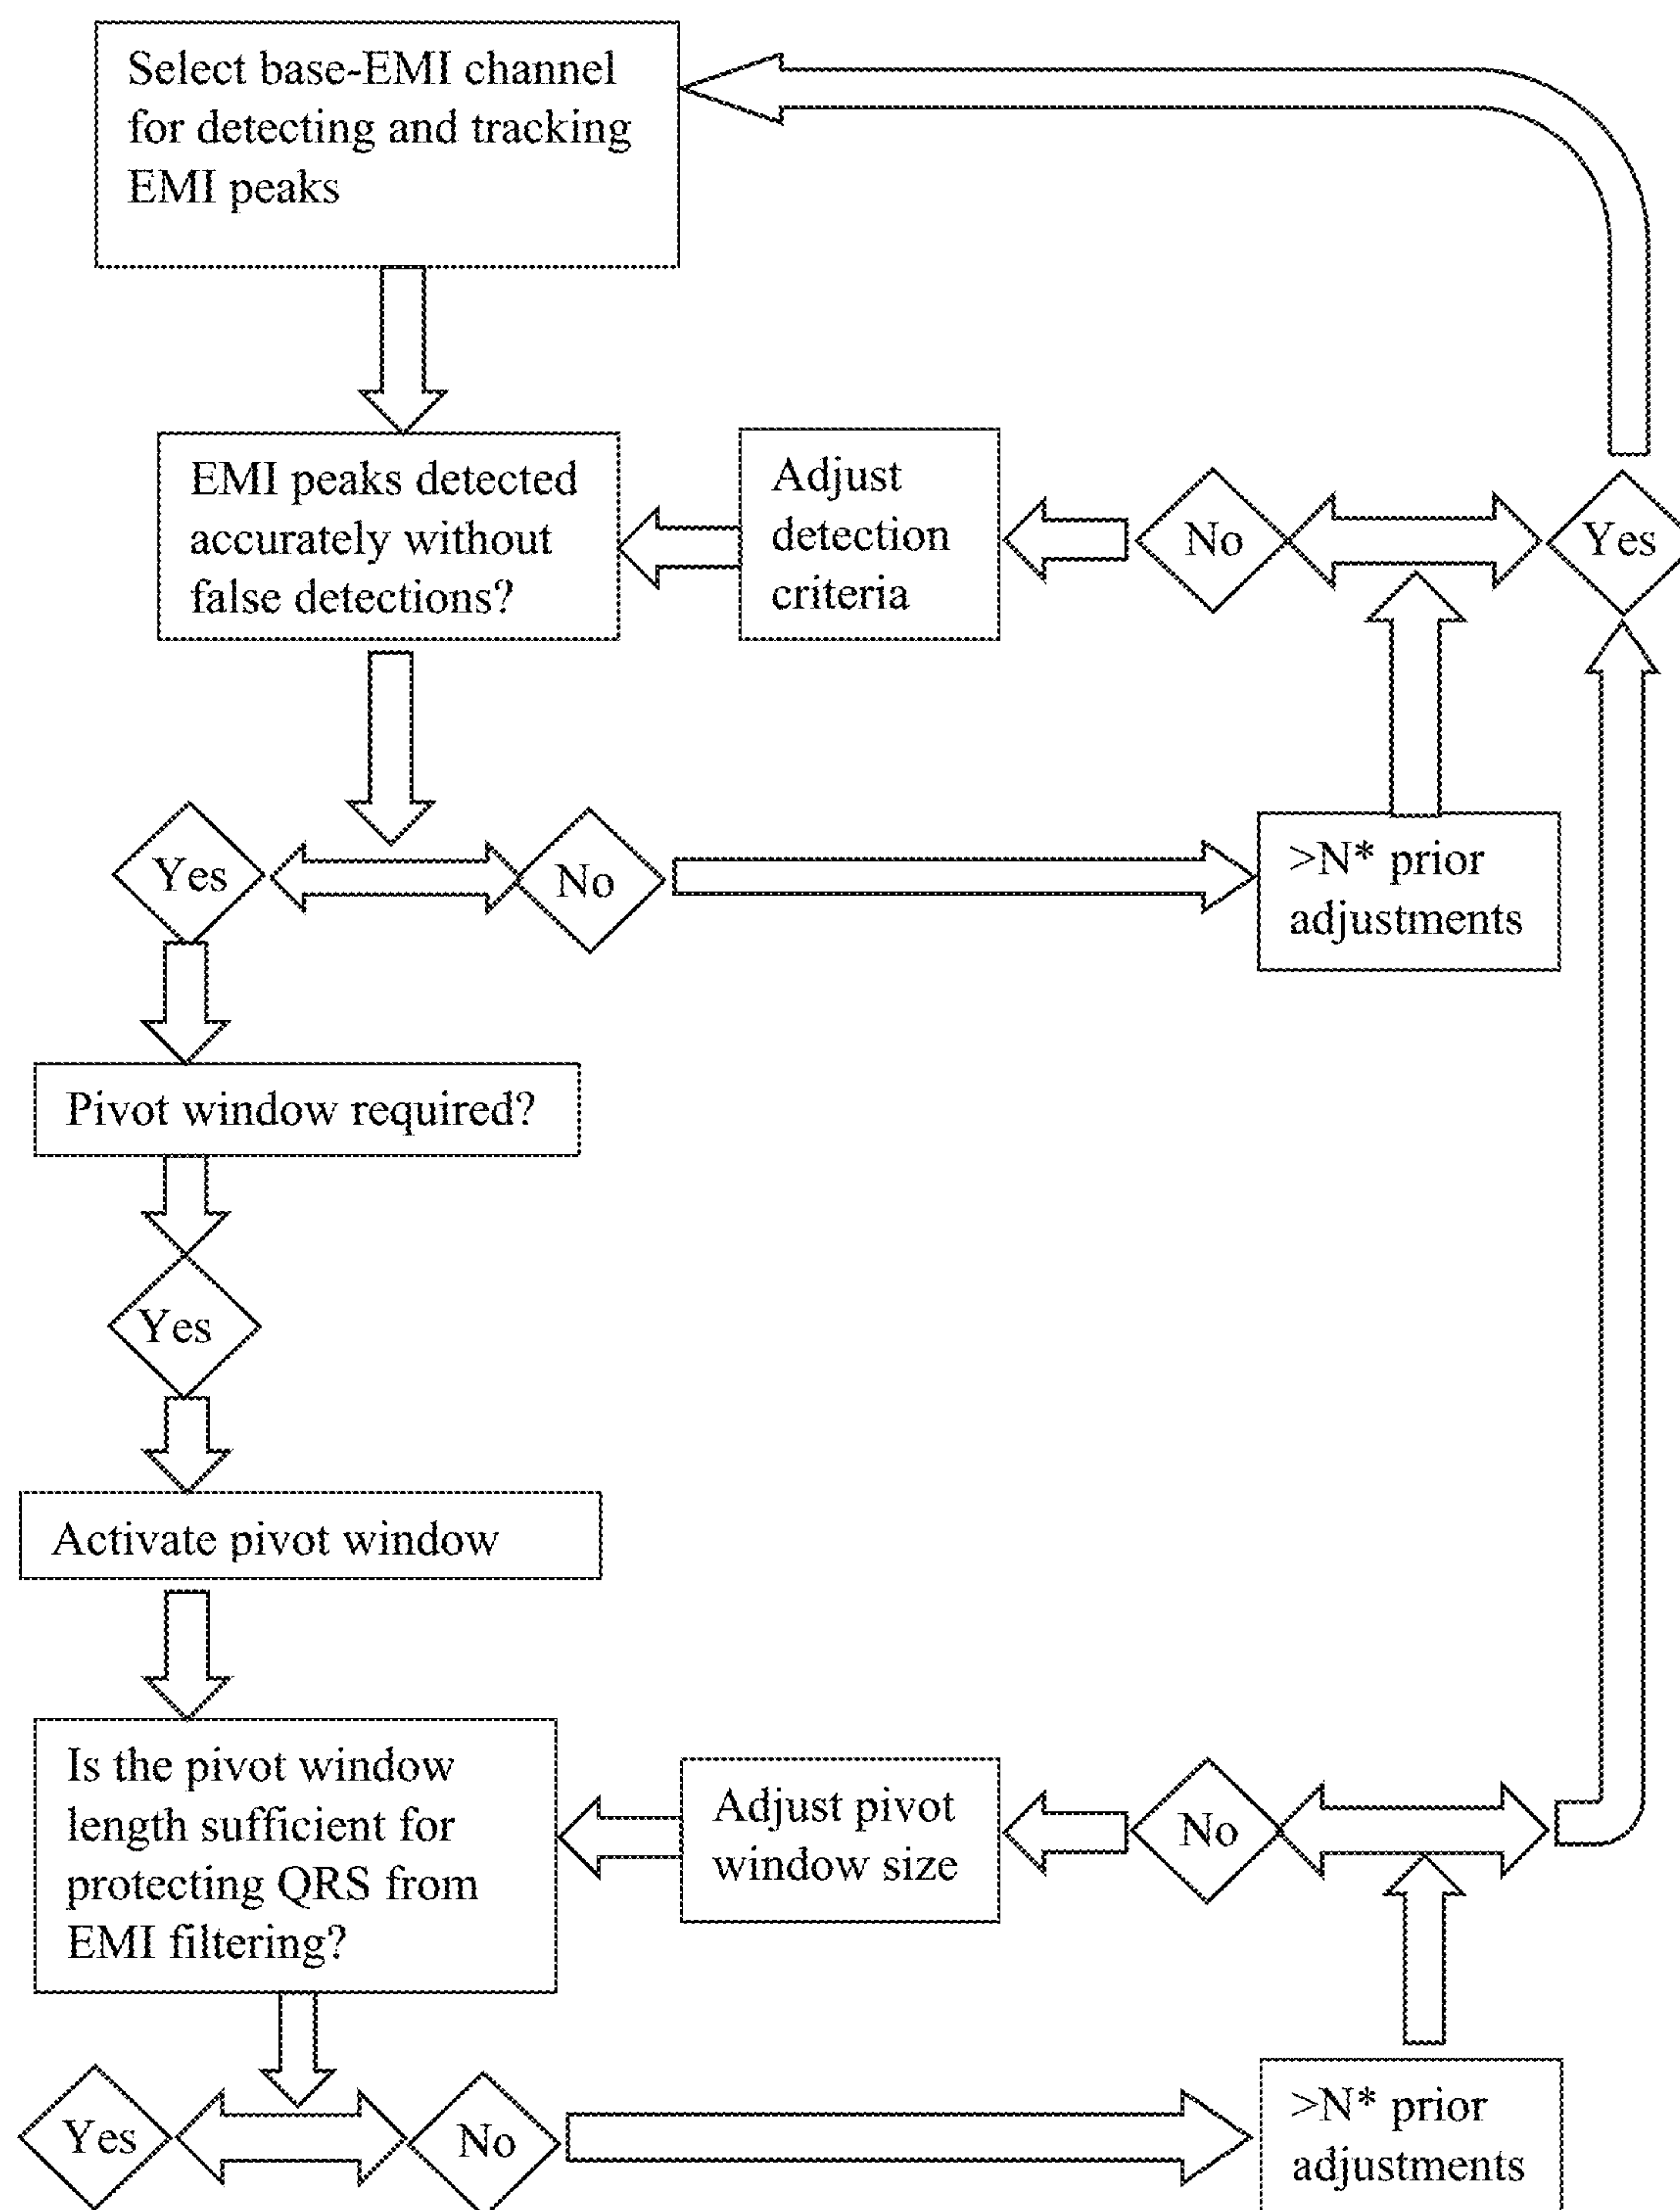 Select base-EMI channel
for detecting and tracking
EMI peaks
EMI peaks detected
accurately without
false detections?
Adjust
detection
criteria
No
Yes
Yes
No
>N* prior
adjustments
Pivot window required?
Yes
Activate pivot window
Is the pivot window
length sufficient for
protecting QRS from
EMI filtering?
Adjust pivot
window size
No
Yes
No
>N* prior
adjustments